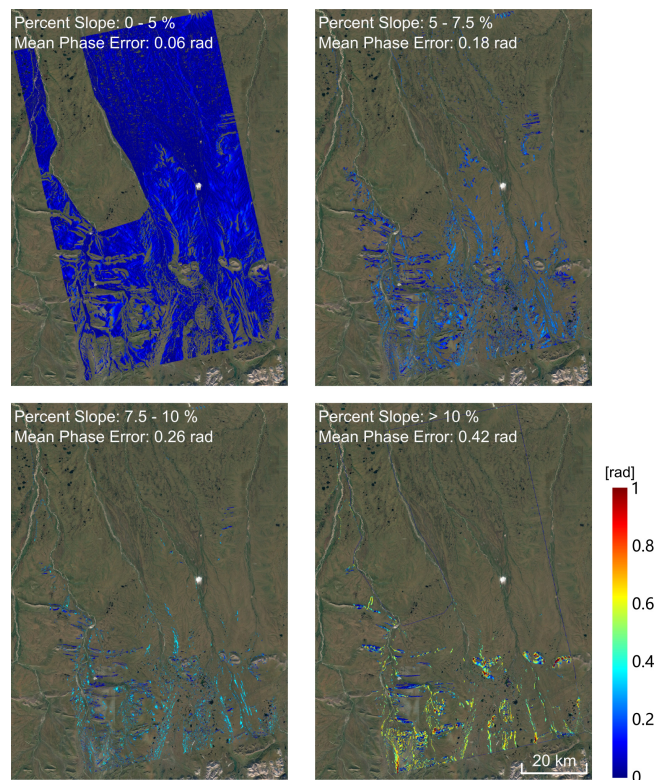 Percent Slope: 0 - 5 %
Mean Phase Error: 0.06 rad
Percent Slope: 5 - 7.5 %
Mean Phase Error: 0.18 rad
Percent Slope: 7.5 - 10 %
Mean Phase Error: 0.26 rad
Percent Slope: > 10 %
Mean Phase Error: 0.42 rad
[rad]
1
0.8
0.6
0.4
0.2
0
20 km